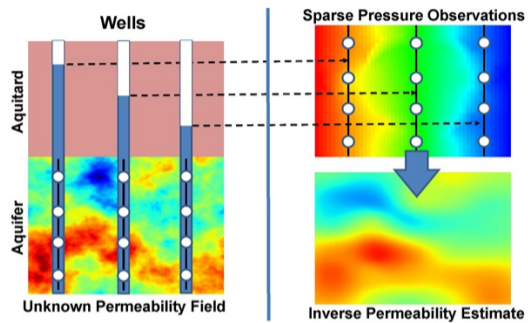 Wells
Aquitard
Aquifer
Unknown Permeability Field
Sparse Pressure Observations
Inverse Permeability Estimate